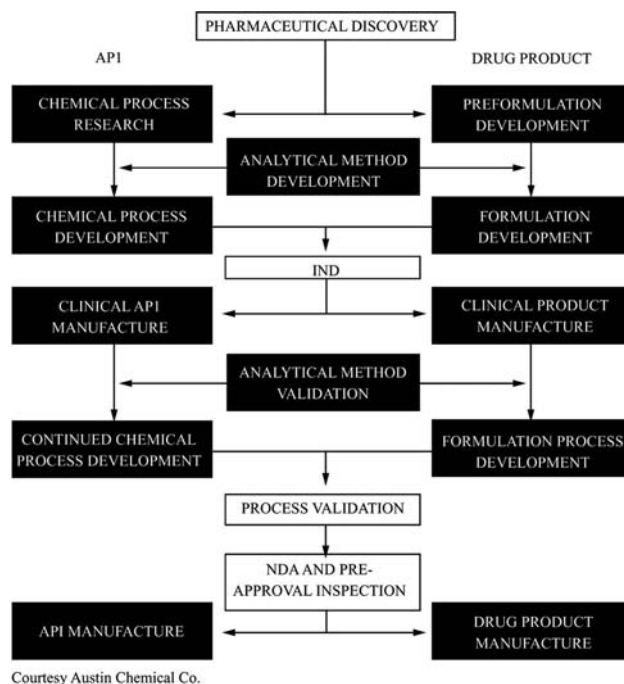 PHARMACEUTICAL DISCOVERY
AP1
DRUG PRODUCT
CHEMICAL PROCESS
RESEARCH
PREFORMULATION
DEVELOPMENT
ANALYTICAL METHOD
DEVELOPMENT
CHEMICAL PROCESS
DEVELOPMENT
FORMULATION
DEVELOPMENT
IND
CLINICAL AP1
MANUFACTURE
CLINICAL PRODUCT
MANUFACTURE
ANALYTICAL METHOD
VALIDATION
CONTINUED CHEMICAL
PROCESS DEVELOPMENT
FORMULATION PROCESS
DEVELOPMENT
PROCESS VALIDATION
NDA AND PRE-
APPROVAL INSPECTION
API MANUFACTURE
DRUG PRODUCT
MANUFACTURE
Courtesy Austin Chemical Co.